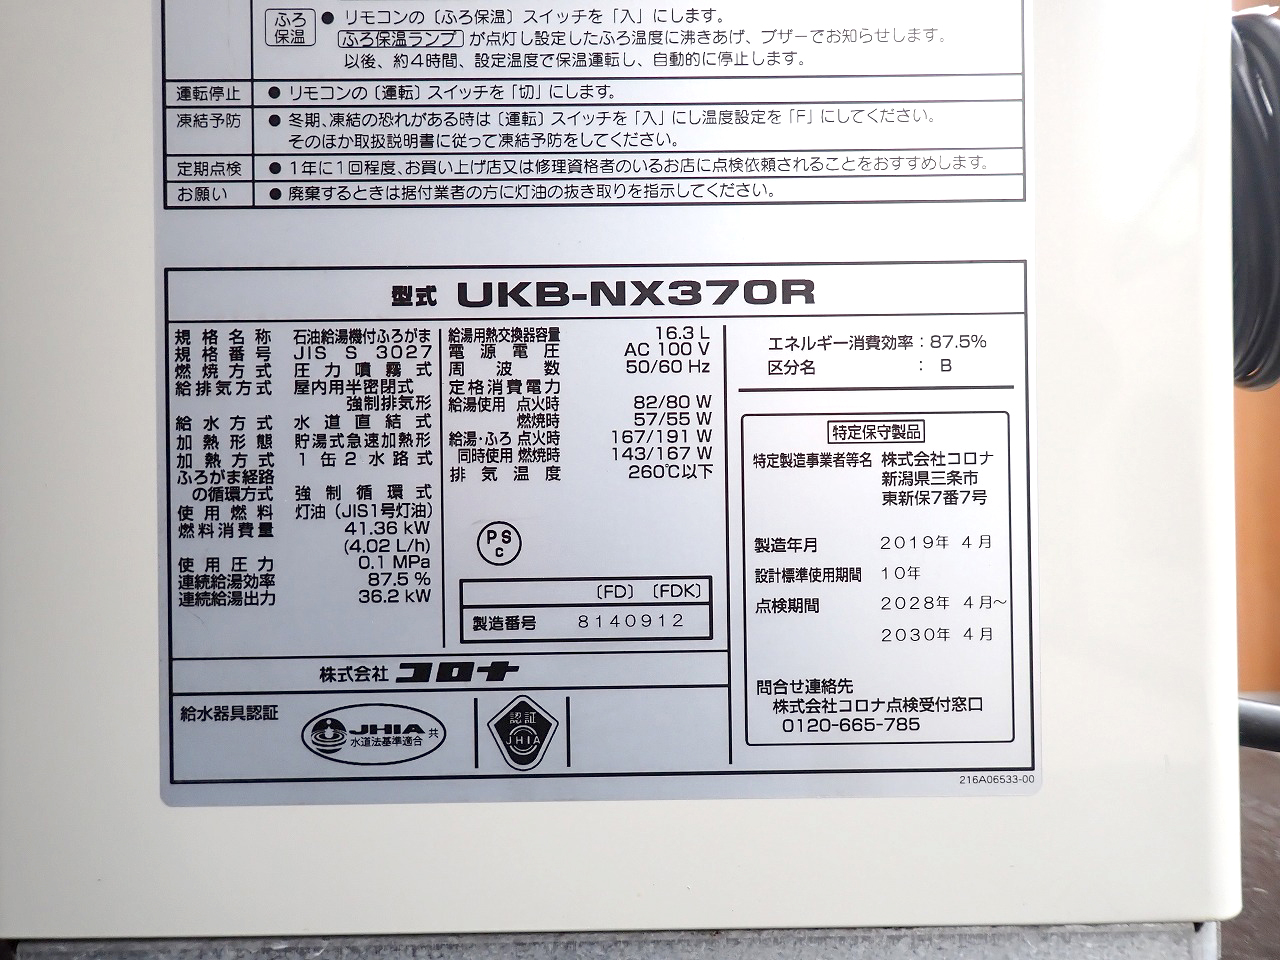 ふろ保温 ● リモコンの〔ふろ保温〕スイッチを「入」にします。
ふろ保温ランプ が点灯し設定したふろ温度に沸きあげ、ブザーでお知らせします。
以後、約4時間、設定温度で保温運転し、自動的に停止します。
運転停止 ● リモコンの〔運転〕スイッチを「切」にします。
凍結予防 ● 冬期、凍結の恐れがある時は〔運転〕スイッチを「入」にし温度設定を「F」にしてください。
そのほか取扱説明書に従って凍結予防をしてください。
定期点検 ● 1年に1回程度、お買い上げ店又は修理資格者のいるお店に点検依頼されることをおすすめします。
お願い ● 廃棄するときは据付業者の方に灯油の抜き取りを指示してください。
型式 UKB-NX370R
規格名称 石油給湯機付ふろがま
規格番号 JIS S 3027
燃焼方式 圧力噴霧式
給排気方式 屋内用半密閉式
強制排気形
給水方式 水道直結式
加熱形態 貯湯式急速加熱形
加熱方式 1缶2水路式
ふろがま経路
の循環方式 強制循環式
使用燃料 灯油(JIS1号灯油)
燃料消費量 41.36 kW
(4.02 L/h)
使用圧力 0.1 MPa
連続給湯効率 87.5 %
連続給湯出力 36.2 kW
給湯用熱交換器容量 16.3 L
電源電圧 AC 100 V
周波数 50/60 Hz
定格消費電力
給湯使用 点火時 82/80 W
燃焼時 57/55 W
給湯・ふろ 点火時 167/191 W
同時使用 燃焼時 143/167 W
排気温度 260℃以下
PS
C
〔FD〕〔FDK〕
製造番号 8140912
エネルギー消費効率：87.5%
区分名 ： B
特定保守製品
特定製造事業者等名 株式会社コロナ
新潟県三条市
東新保7番7号
製造年月 2019年 4月
設計標準使用期間 10年
点検期間 2028年 4月～
2030年 4月
問合せ連絡先
株式会社コロナ点検受付窓口
0120-665-785
株式会社 コロナ
給水器具認証
JHIA 共
水道法基準適合
認証
JHIA
216A06533-00